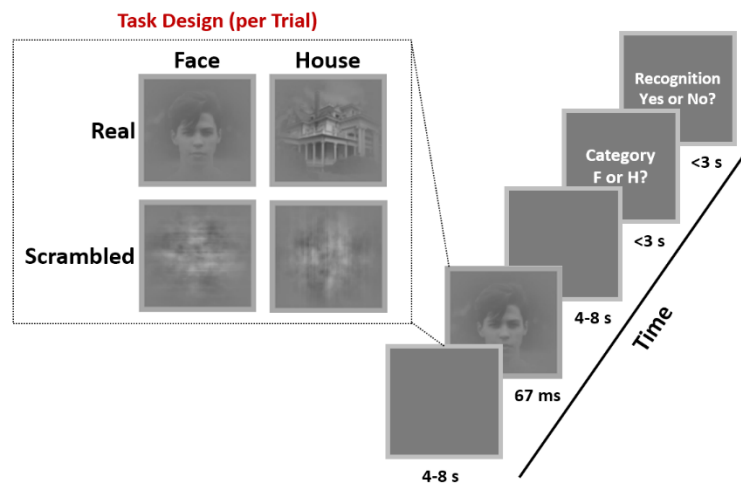 Task Design (per Trial)
Face House
Real
Scrambled
Recognition
Yes or No?
<3 s
Category
F or H?
<3 s
4-8 s
67 ms
4-8 s
Time